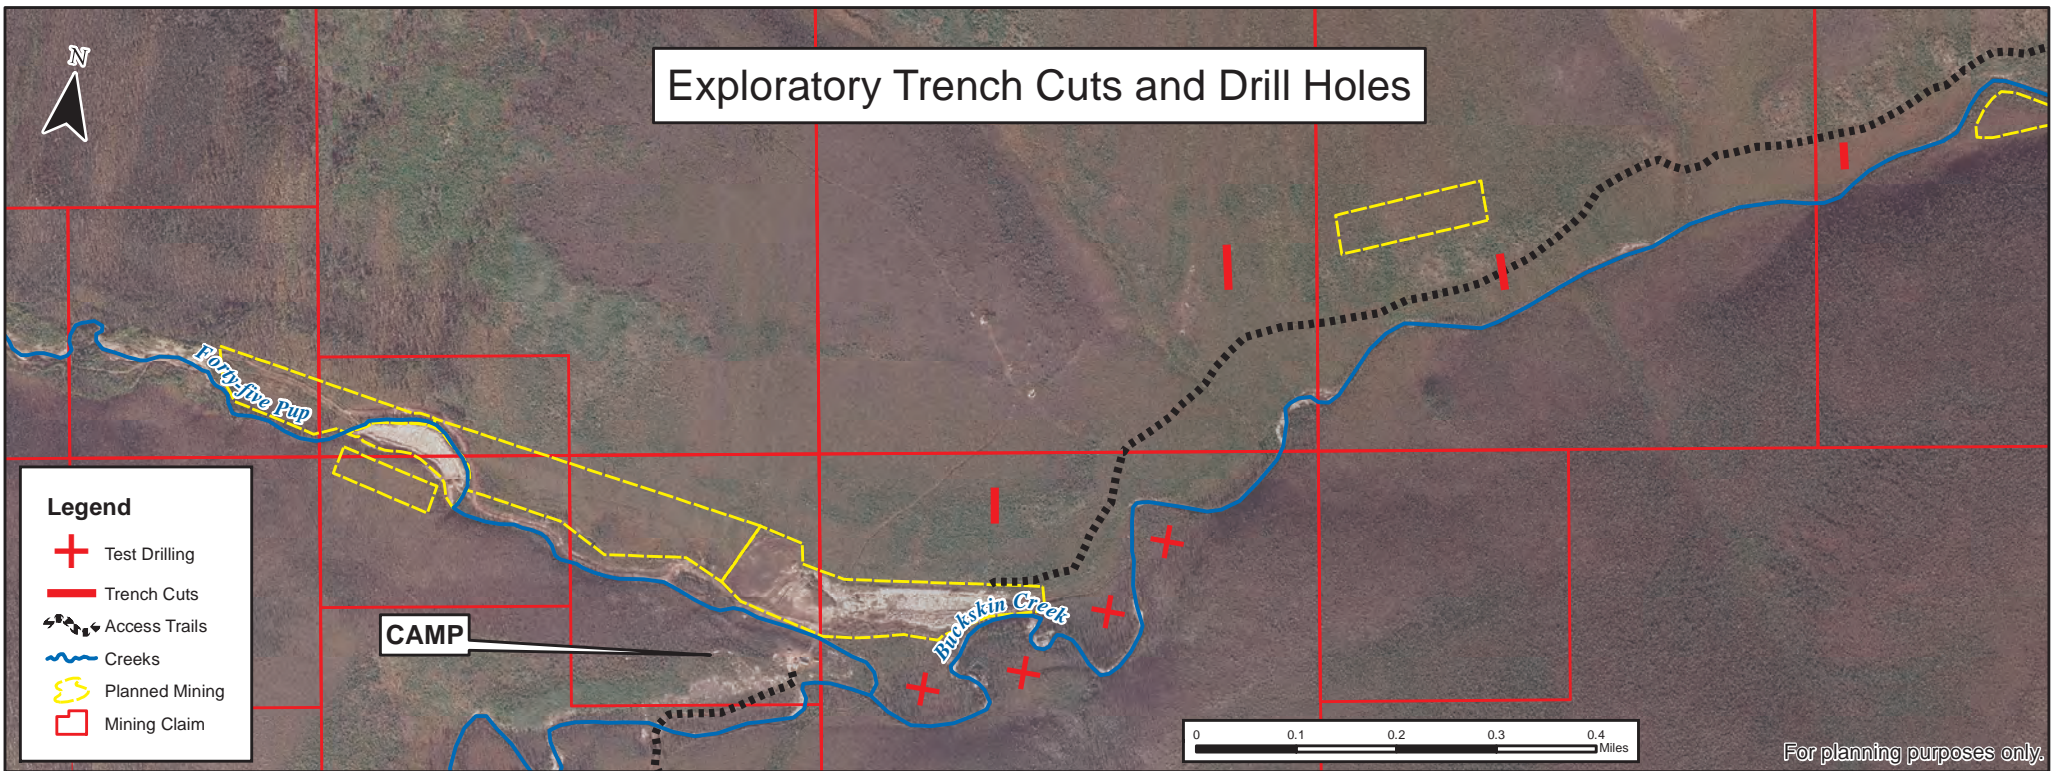 N
Exploratory Trench Cuts and Drill Holes
Forty-five Pup
Buckskin Creek
CAMP
Legend
Test Drilling
Trench Cuts
Access Trails
Creeks
Planned Mining
Mining Claim
0 0.1 0.2 0.3 0.4
Miles
For planning purposes only.